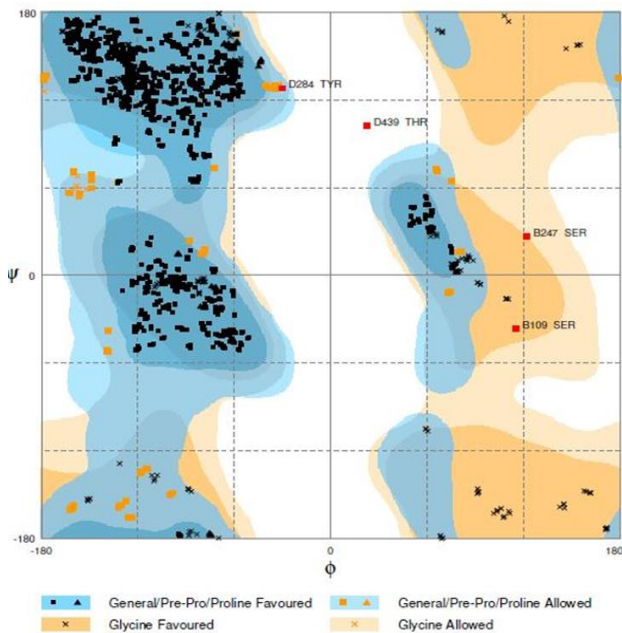 180
D284 TYR
D439 THR
B247 SER
ψ
0
B109 SER
-180
-180
0
180
ϕ
General/Pre-Pro/Proline Favoured
General/Pre-Pro/Proline Allowed
Glycine Favoured
Glycine Allowed